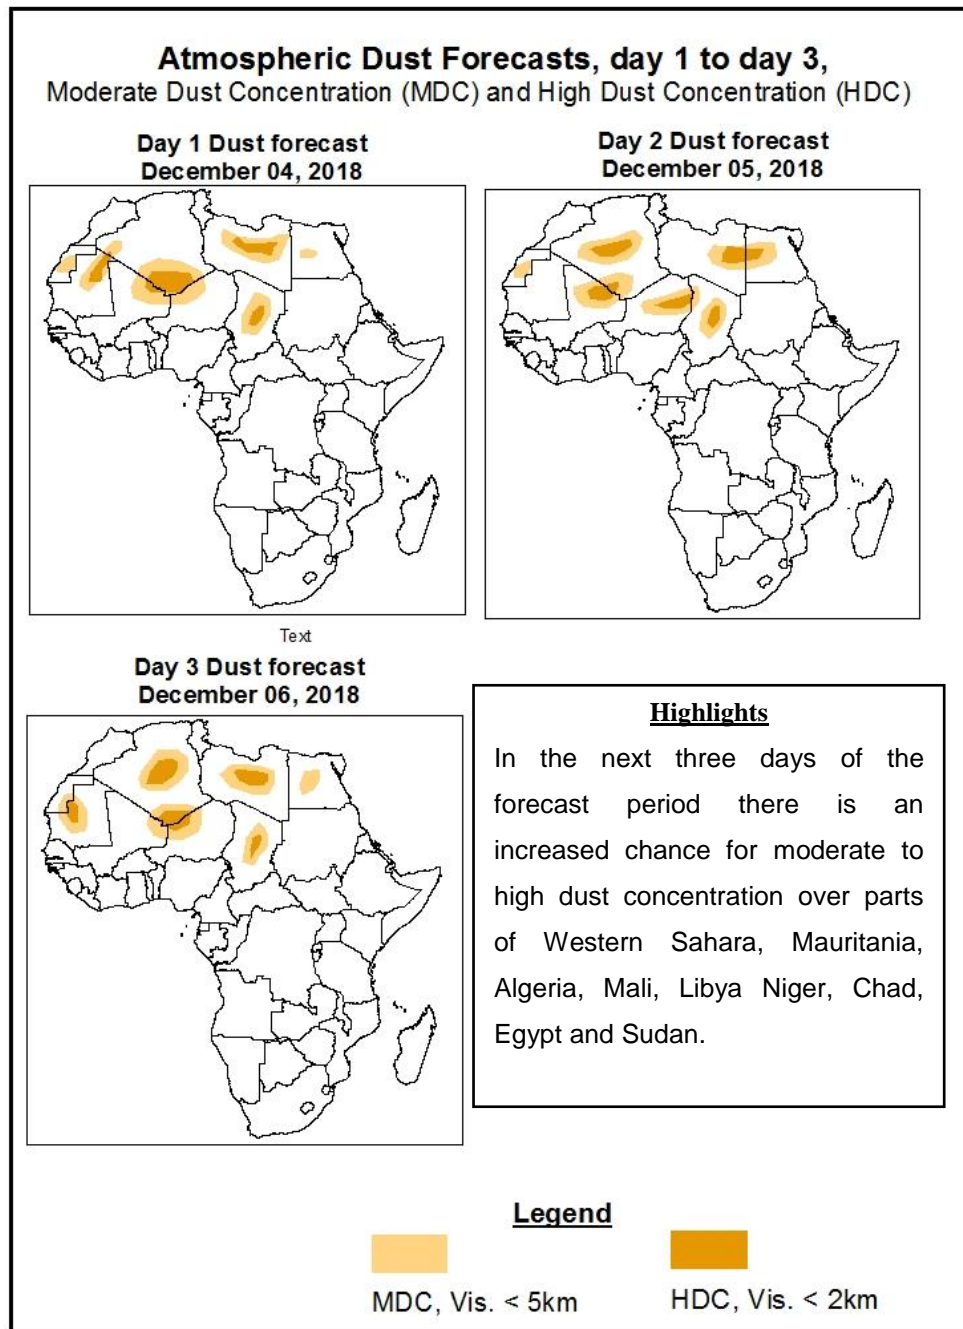 Atmospheric Dust Forecasts, day 1 to day 3,
Moderate Dust Concentration (MDC) and High Dust Concentration (HDC)
Day 1 Dust forecast
December 04, 2018
Day 2 Dust forecast
December 05, 2018
Text
Day 3 Dust forecast
December 06, 2018
Highlights
In the next three days of the
forecast period there is an
increased chance for moderate to
high dust concentration over parts
of Western Sahara, Mauritania,
Algeria, Mali, Libya Niger, Chad,
Egypt and Sudan.
Legend
MDC, Vis. < 5km
HDC, Vis. < 2km